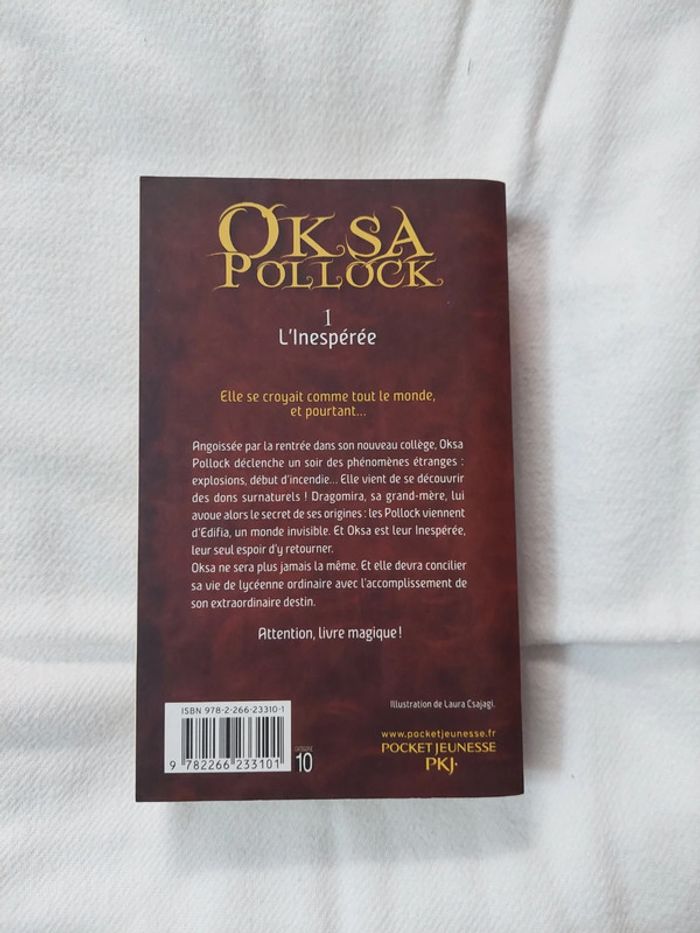 OKSA
POLLOCK
1
L'Inespérée
Elle se croyait comme tout le monde,
et pourtant...
Angoissée par la rentrée dans son nouveau collège, Oksa
Pollock déclenche un soir des phénomènes étranges :
explosions, début d'incendie... Elle vient de se découvrir
des dons surnaturels ! Dragomira, sa grand-mère, lui
avoue alors le secret de ses origines : les Pollock viennent
d'Edifia, un monde invisible. Et Oksa est leur Inespérée,
leur seul espoir d'y retourner.
Oksa ne sera plus jamais la même. Et elle devra concilier
sa vie de lycéenne ordinaire avec l'accomplissement de
son extraordinaire destin.
Attention, livre magique !
ISBN 978-2-266-23310-1
9 782266 233101
CATÉGORIE
10
Illustration de Laura Csajagi.
www.pocketjeunesse.fr
POCKET JEUNESSE
PKJ·